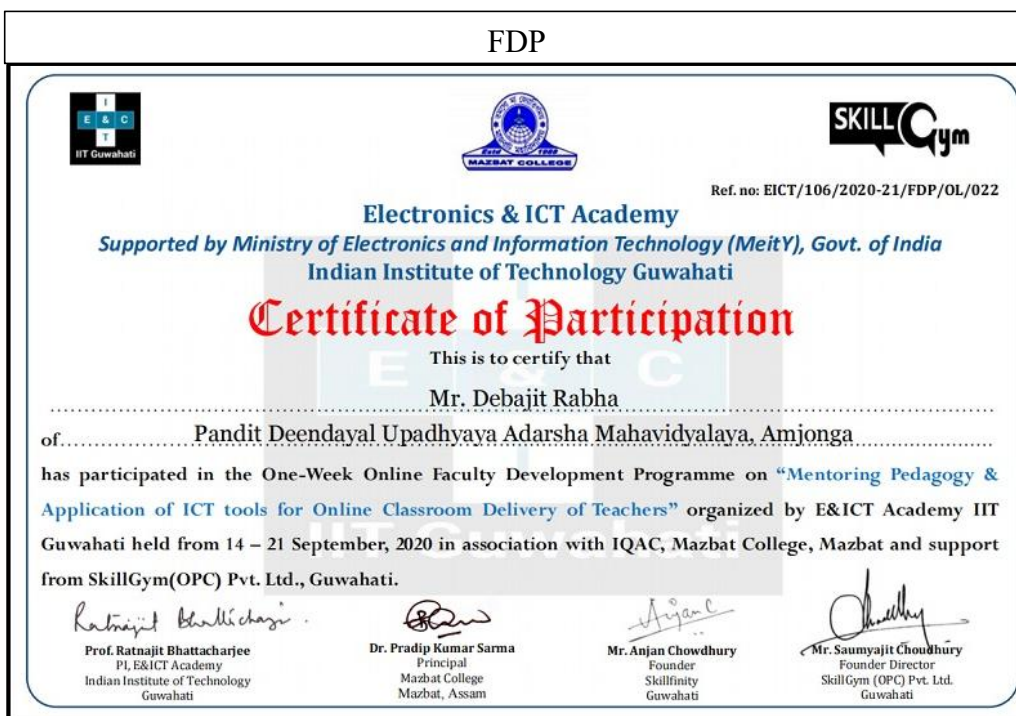 FDP
I
E & C
T
IIT Guwahati
Estd 1989
MAZBAT COLLEGE
SKILL Gym
Ref. no: EICT/106/2020-21/FDP/OL/022
Electronics & ICT Academy
Supported by Ministry of Electronics and Information Technology (MeitY), Govt. of India
Indian Institute of Technology Guwahati
Certificate of Participation
This is to certify that
Mr. Debajit Rabha
of Pandit Deendayal Upadhyaya Adarsha Mahavidyalaya, Amjonga
has participated in the One-Week Online Faculty Development Programme on “Mentoring Pedagogy &
Application of ICT tools for Online Classroom Delivery of Teachers” organized by E&ICT Academy IIT
Guwahati held from 14 – 21 September, 2020 in association with IQAC, Mazbat College, Mazbat and support
from SkillGym(OPC) Pvt. Ltd., Guwahati.
E & C
IIT Guwahati
Prof. Ratnajit Bhattacharjee
PI, E&ICT Academy
Indian Institute of Technology
Guwahati
Dr. Pradip Kumar Sarma
Principal
Mazbat College
Mazbat, Assam
Mr. Anjan Chowdhury
Founder
Skillfinity
Guwahati
Mr. Saumyajit Choudhury
Founder Director
SkillGym (OPC) Pvt. Ltd.
Guwahati